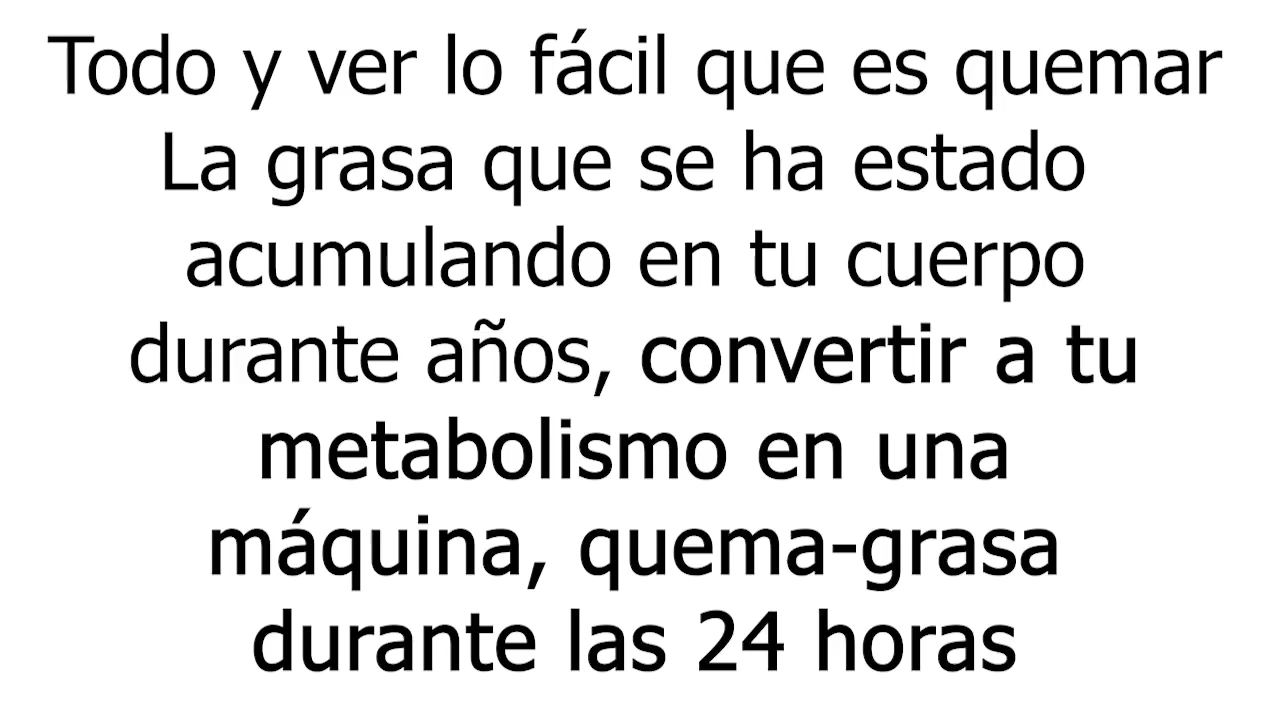 Todo y ver lo fácil que es quemar
La grasa que se ha estado
acumulando en tu cuerpo
durante años, convertir a tu
metabolismo en una
máquina, quema-grasa
durante las 24 horas